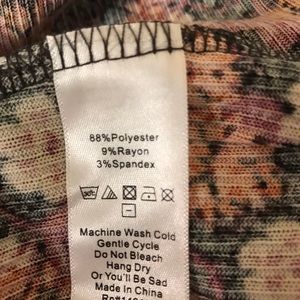 88%Polyester
9%Rayon
3%Spandex
Machine Wash Cold
Gentle Cycle
Do Not Bleach
Hang Dry
Or You'll Be Sad
Made In China